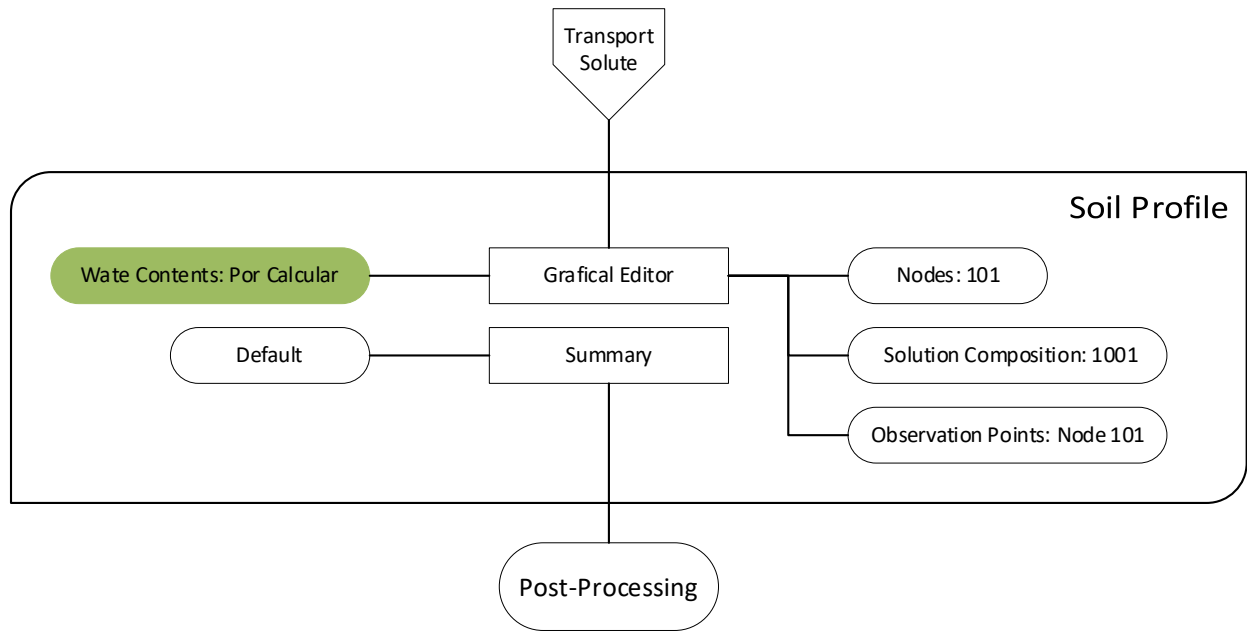 Transport
Solute
Soil Profile
Wate Contents: Por Calcular
Grafical Editor
Nodes: 101
Default
Summary
Solution Composition: 1001
Observation Points: Node 101
Post-Processing